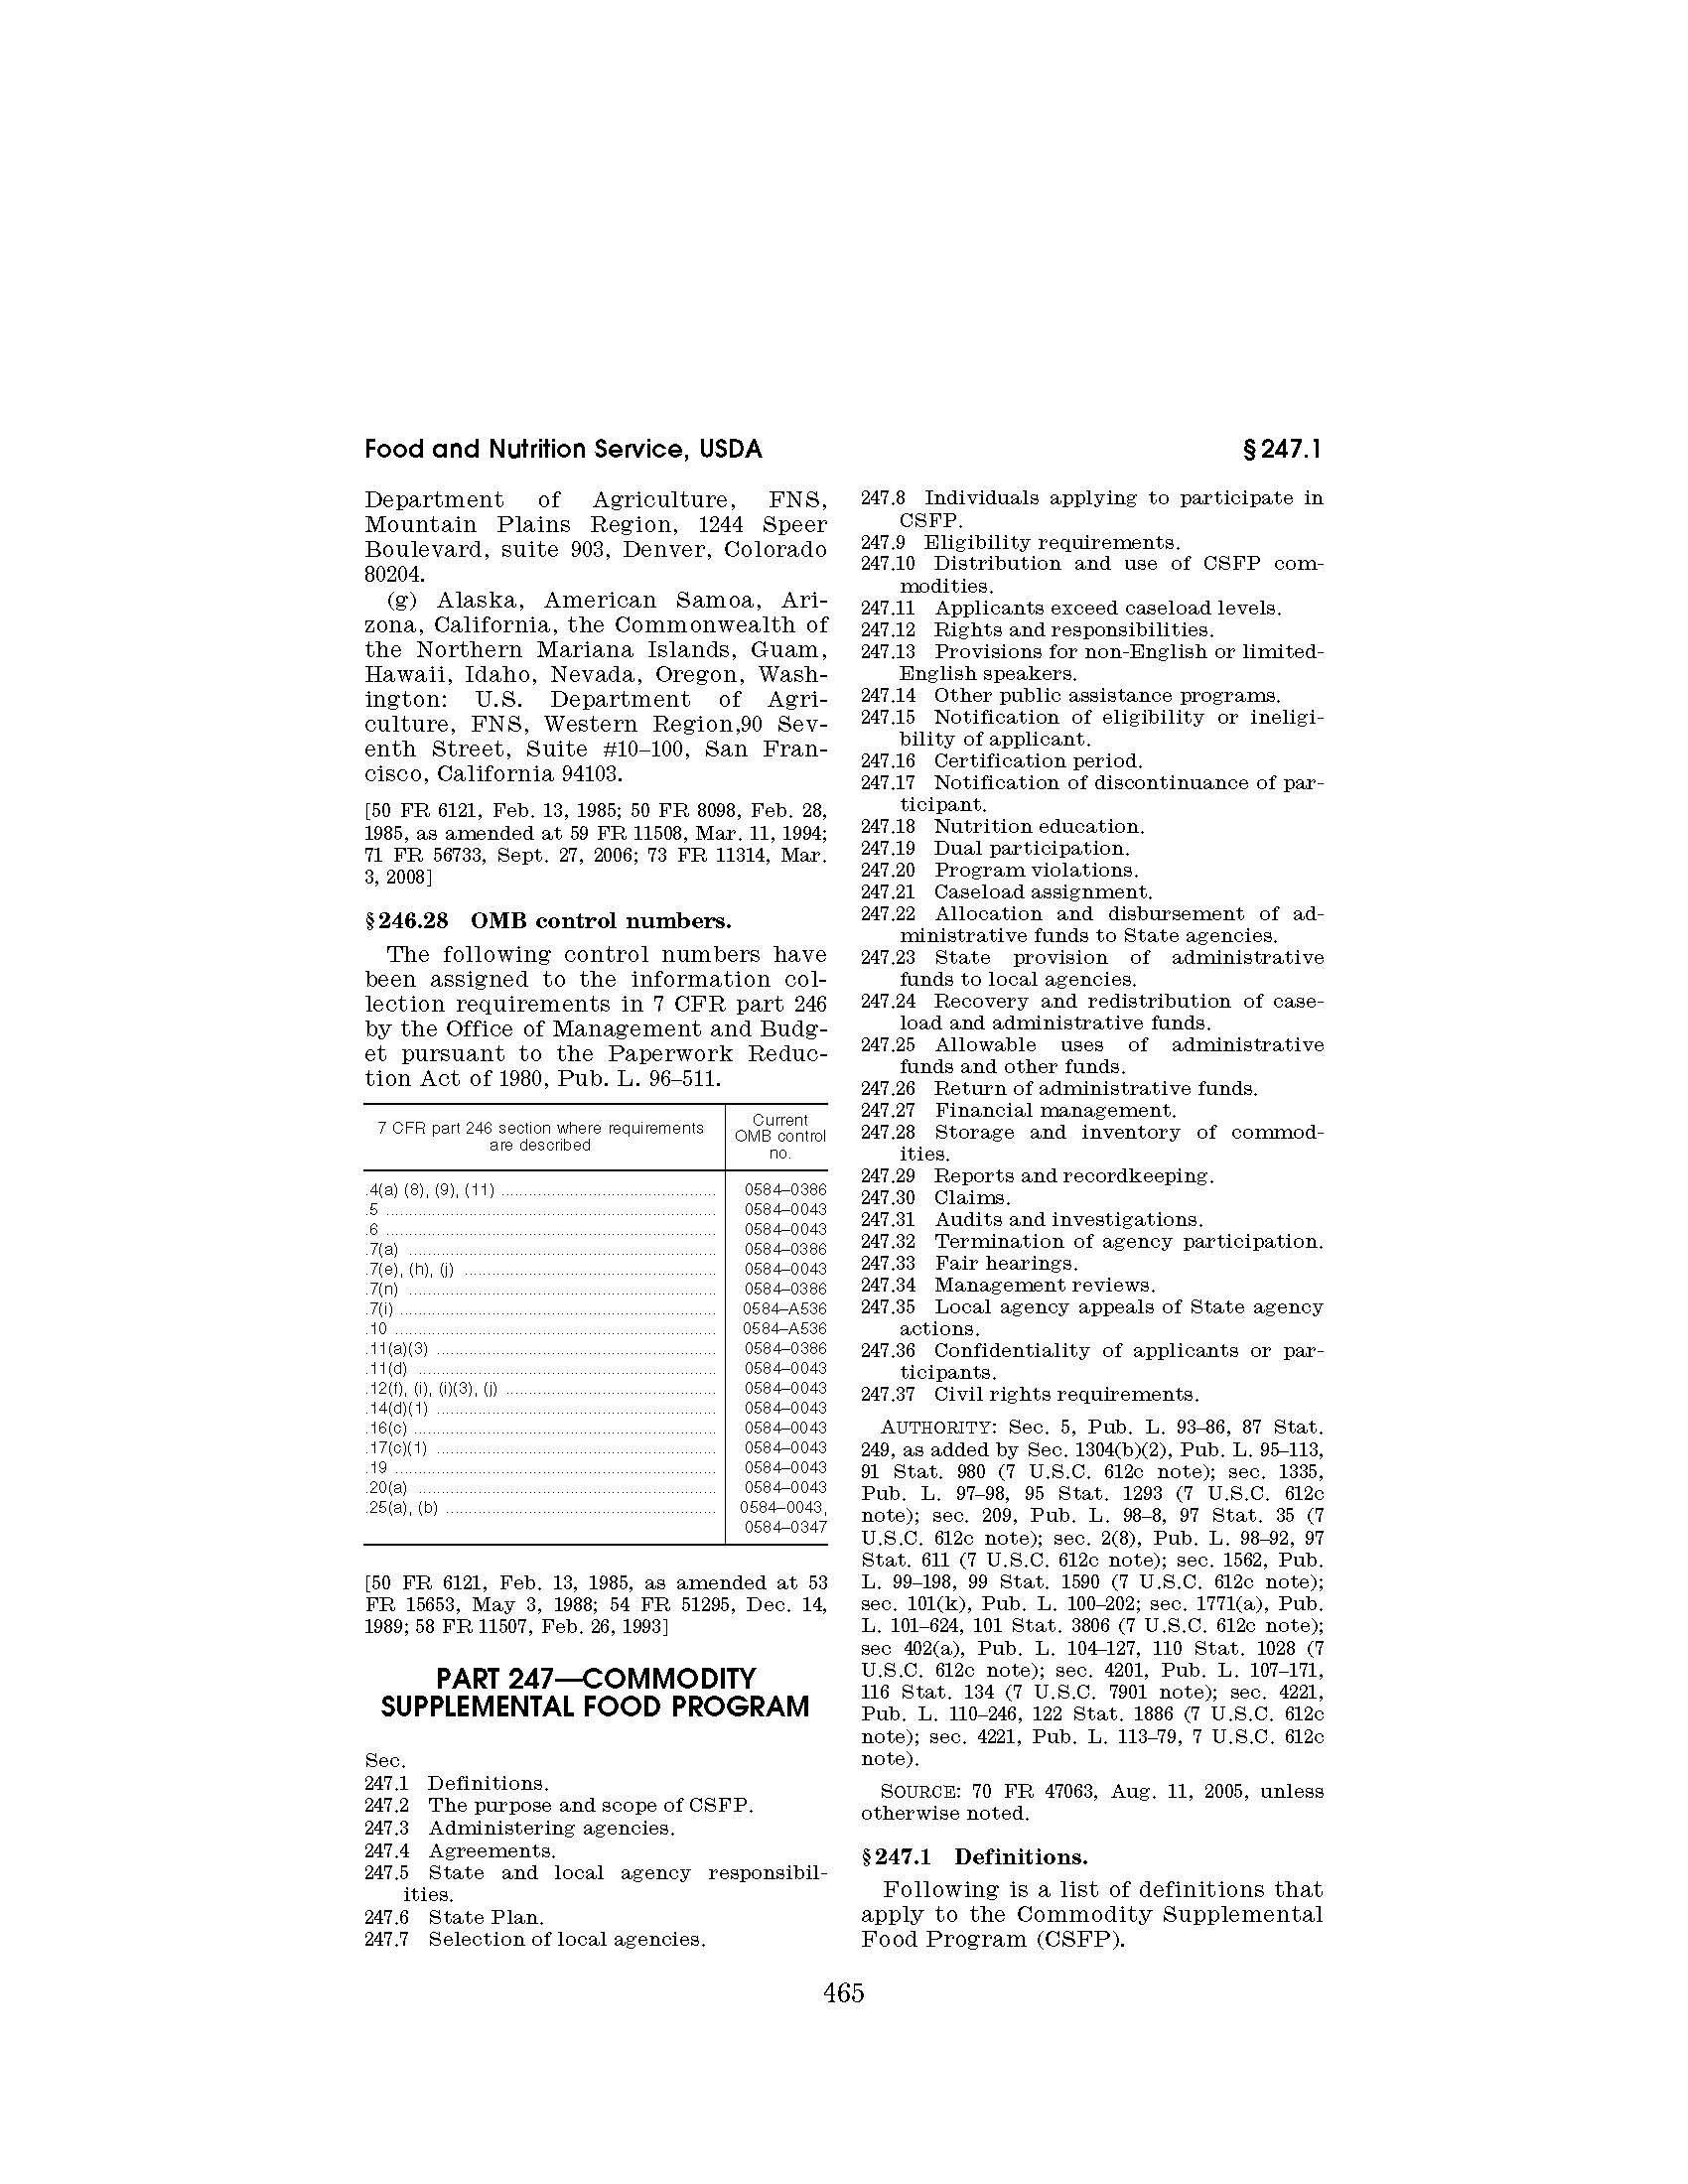 Food and Nutrition Service, USDA § 247.1
Department of Agriculture, FNS,
Mountain Plains Region, 1244 Speer
Boulevard, suite 903, Denver, Colorado
80204.
(g) Alaska, American Samoa, Ari-
zona, California, the Commonwealth of
the Northern Mariana Islands, Guam,
Hawaii, Idaho, Nevada, Oregon, Wash-
ington: U.S. Department of Agri-
culture, FNS, Western Region,90 Sev-
enth Street, Suite #10–100, San Fran-
cisco, California 94103.
[50 FR 6121, Feb. 13, 1985; 50 FR 8098, Feb. 28,
1985, as amended at 59 FR 11508, Mar. 11, 1994;
71 FR 56733, Sept. 27, 2006; 73 FR 11314, Mar.
3, 2008]
§ 246.28 OMB control numbers.
The following control numbers have
been assigned to the information col-
lection requirements in 7 CFR part 246
by the Office of Management and Budg-
et pursuant to the Paperwork Reduc-
tion Act of 1980, Pub. L. 96–511.
7 CFR part 246 section where requirements
are described
Current
OMB control
no.
.4(a) (8), (9), (11) ............................................... 0584–0386
.5 ........................................................................ 0584–0043
.6 ........................................................................ 0584–0043
.7(a) ................................................................... 0584–0386
.7(e), (h), (j) ....................................................... 0584–0043
.7(n) ................................................................... 0584–0386
.7(i) ..................................................................... 0584–A536
.10 ...................................................................... 0584–A536
.11(a)(3) ............................................................. 0584–0386
.11(d) ................................................................. 0584–0043
.12(f), (i), (i)(3), (j) .............................................. 0584–0043
.14(d)(1) ............................................................. 0584–0043
.16(c) .................................................................. 0584–0043
.17(c)(1) ............................................................. 0584–0043
.19 ...................................................................... 0584–0043
.20(a) ................................................................. 0584–0043
.25(a), (b) ........................................................... 0584–0043,
0584–0347
[50 FR 6121, Feb. 13, 1985, as amended at 53
FR 15653, May 3, 1988; 54 FR 51295, Dec. 14,
1989; 58 FR 11507, Feb. 26, 1993]
PART 247—COMMODITY
SUPPLEMENTAL FOOD PROGRAM
Sec.
247.1 Definitions.
247.2 The purpose and scope of CSFP.
247.3 Administering agencies.
247.4 Agreements.
247.5 State and local agency responsibil-
ities.
247.6 State Plan.
247.7 Selection of local agencies.
247.8 Individuals applying to participate in
CSFP.
247.9 Eligibility requirements.
247.10 Distribution and use of CSFP com-
modities.
247.11 Applicants exceed caseload levels.
247.12 Rights and responsibilities.
247.13 Provisions for non-English or limited-
English speakers.
247.14 Other public assistance programs.
247.15 Notification of eligibility or ineligi-
bility of applicant.
247.16 Certification period.
247.17 Notification of discontinuance of par-
ticipant.
247.18 Nutrition education.
247.19 Dual participation.
247.20 Program violations.
247.21 Caseload assignment.
247.22 Allocation and disbursement of ad-
ministrative funds to State agencies.
247.23 State provision of administrative
funds to local agencies.
247.24 Recovery and redistribution of case-
load and administrative funds.
247.25 Allowable uses of administrative
funds and other funds.
247.26 Return of administrative funds.
247.27 Financial management.
247.28 Storage and inventory of commod-
ities.
247.29 Reports and recordkeeping.
247.30 Claims.
247.31 Audits and investigations.
247.32 Termination of agency participation.
247.33 Fair hearings.
247.34 Management reviews.
247.35 Local agency appeals of State agency
actions.
247.36 Confidentiality of applicants or par-
ticipants.
247.37 Civil rights requirements.
AUTHORITY: Sec. 5, Pub. L. 93–86, 87 Stat.
249, as added by Sec. 1304(b)(2), Pub. L. 95–113,
91 Stat. 980 (7 U.S.C. 612c note); sec. 1335,
Pub. L. 97–98, 95 Stat. 1293 (7 U.S.C. 612c
note); sec. 209, Pub. L. 98–8, 97 Stat. 35 (7
U.S.C. 612c note); sec. 2(8), Pub. L. 98–92, 97
Stat. 611 (7 U.S.C. 612c note); sec. 1562, Pub.
L. 99–198, 99 Stat. 1590 (7 U.S.C. 612c note);
sec. 101(k), Pub. L. 100–202; sec. 1771(a), Pub.
L. 101–624, 101 Stat. 3806 (7 U.S.C. 612c note);
sec 402(a), Pub. L. 104–127, 110 Stat. 1028 (7
U.S.C. 612c note); sec. 4201, Pub. L. 107–171,
116 Stat. 134 (7 U.S.C. 7901 note); sec. 4221,
Pub. L. 110–246, 122 Stat. 1886 (7 U.S.C. 612c
note); sec. 4221, Pub. L. 113–79, 7 U.S.C. 612c
note).
SOURCE: 70 FR 47063, Aug. 11, 2005, unless
otherwise noted.
§ 247.1 Definitions.
Following is a list of definitions that
apply to the Commodity Supplemental
Food Program (CSFP).
465